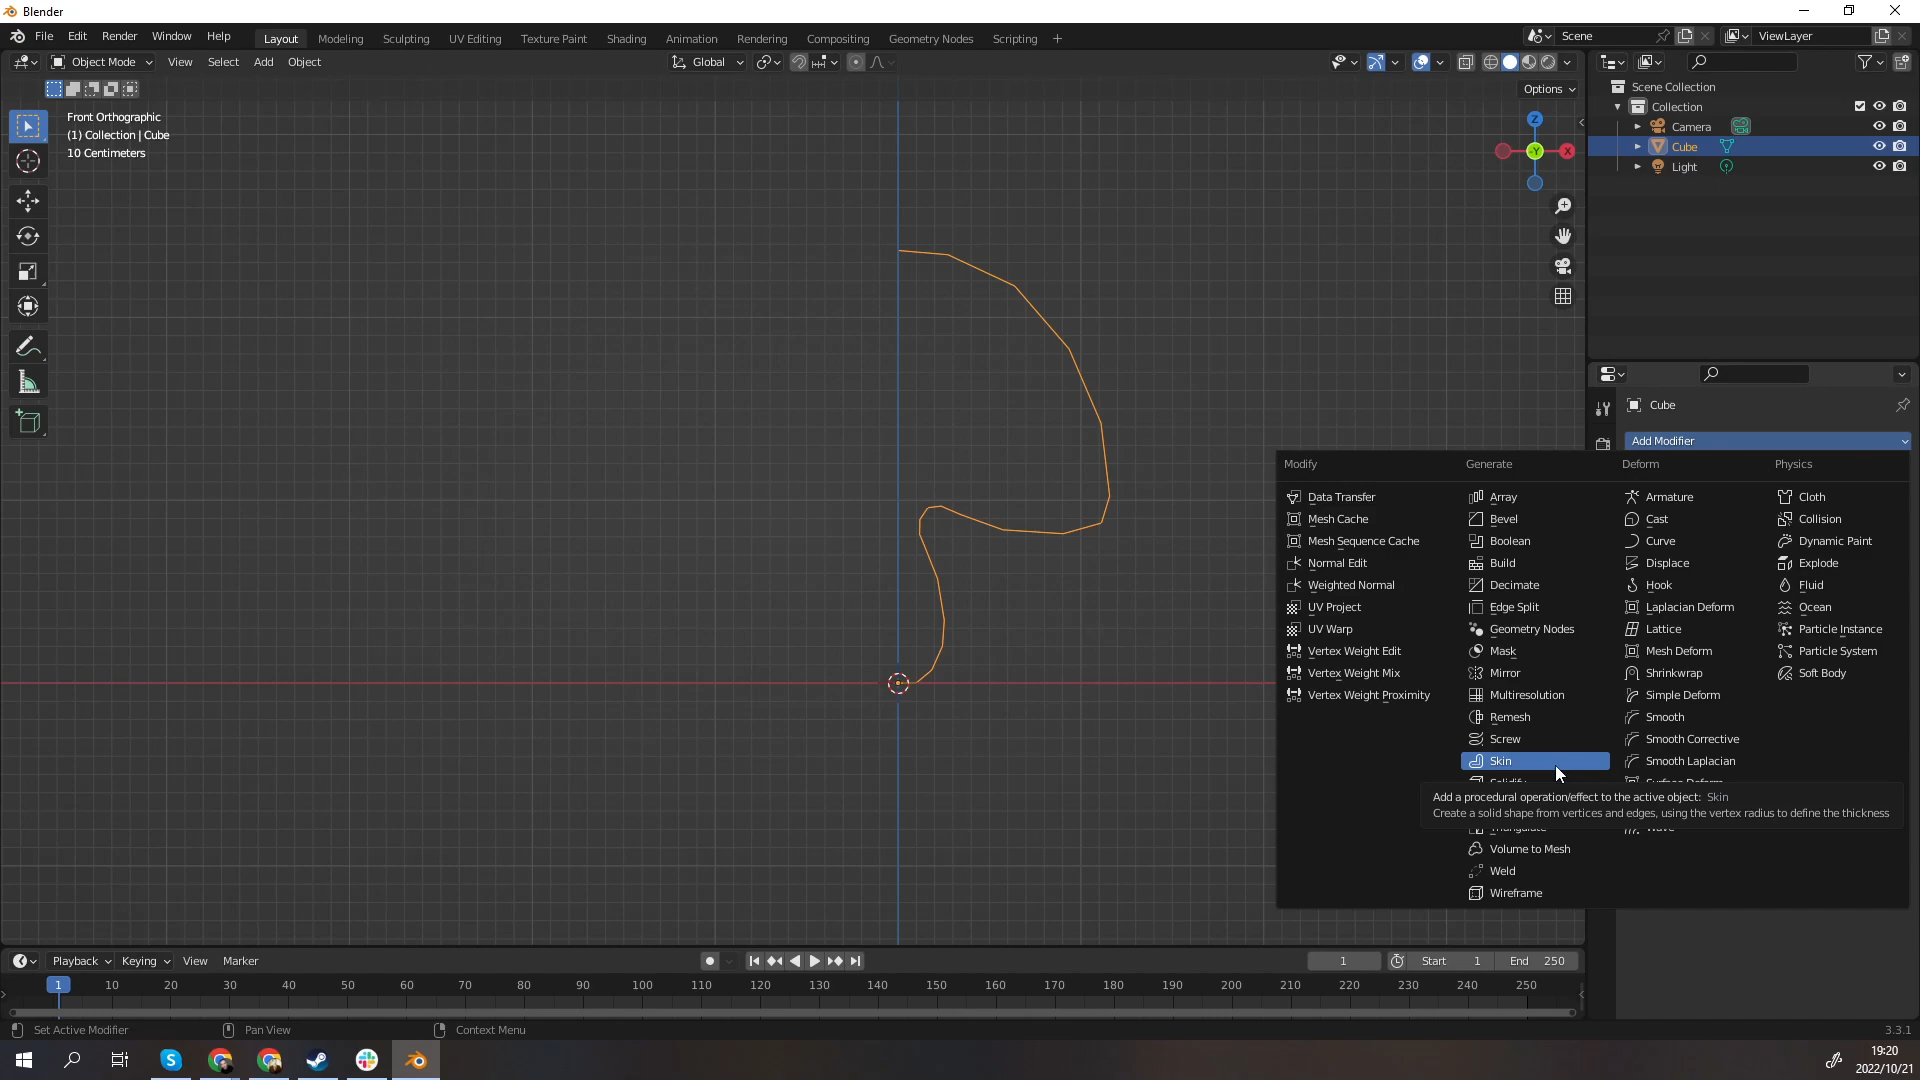 Blender
File Edit Render Window Help Layout Modeling Sculpting UV Editing Texture Paint Shading Animation Rendering Compositing Geometry Nodes Scripting + Scene ViewLayer
Object Mode View Select Add Object Global
Options
Front Orthographic
(1) Collection | Cube
10 Centimeters
Z
-Y X
Scene Collection
Collection
Camera
Cube
Light
Cube
Add Modifier
Modify Generate Deform Physics
Data Transfer Array Armature Cloth
Mesh Cache Bevel Cast Collision
Mesh Sequence Cache Boolean Curve Dynamic Paint
Normal Edit Build Displace Explode
Weighted Normal Decimate Hook Fluid
UV Project Edge Split Laplacian Deform Ocean
UV Warp Geometry Nodes Lattice Particle Instance
Vertex Weight Edit Mask Mesh Deform Particle System
Vertex Weight Mix Mirror Shrinkwrap Soft Body
Vertex Weight Proximity Multiresolution Simple Deform
Remesh Smooth
Screw Smooth Corrective
Skin Smooth Laplacian
Add a procedural operation/effect to the active object: Skin
Create a solid shape from vertices and edges, using the vertex radius to define the thickness
Volume to Mesh
Weld
Wireframe
Playback Keying View Marker 1 Start 1 End 250
1 10 20 30 40 50 60 70 80 90 100 110 120 130 140 150 160 170 180 190 200 210 220 230 240 250
Set Active Modifier Pan View Context Menu 3.3.1
19:20
2022/10/21